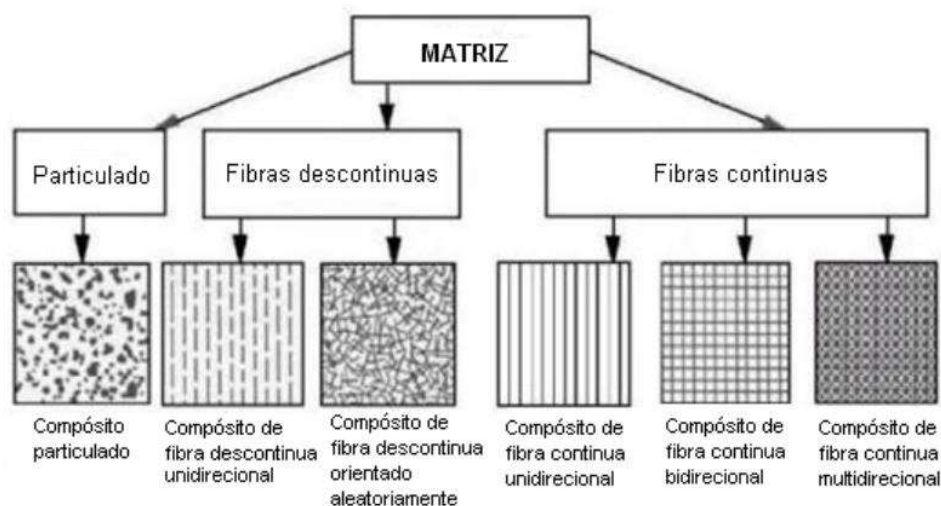 MATRIZ
Particulado
Fibras descontinuas
Fibras continuas
Compósito
particulado
Compósito de
fibra descontinua
unidirecional
Compósito de
fibra descontinua
orientado
aleatoriamente
Compósito de
fibra continua
unidirecional
Compósito de
fibra continua
bidirecional
Compósito de
fibra continua
multidirecional